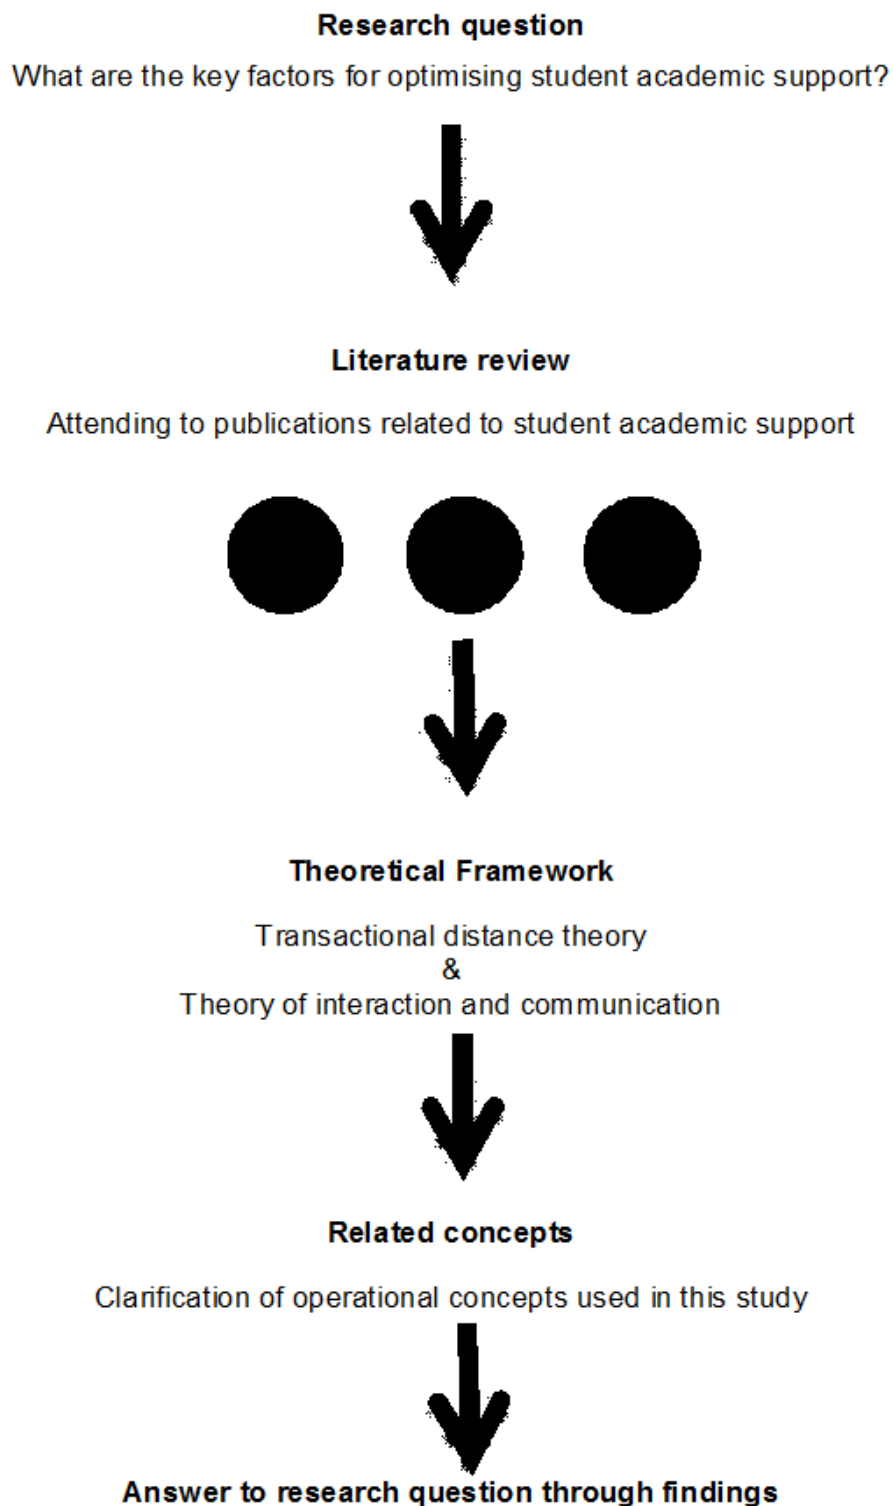 Research question
What are the key factors for optimising student academic support?
Literature review
Attending to publications related to student academic support
Theoretical Framework
Transactional distance theory
&
Theory of interaction and communication
Related concepts
Clarification of operational concepts used in this study
Answer to research question through findings